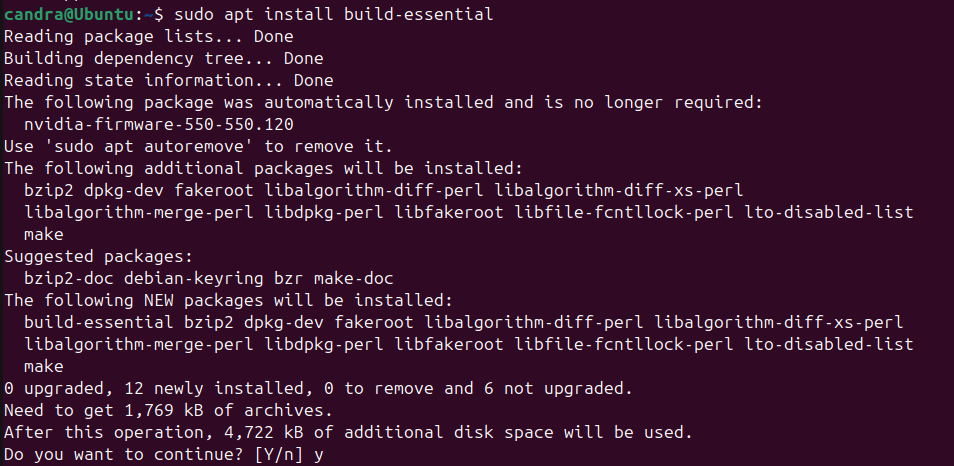 candra@Ubuntu:~$ sudo apt install build-essential
Reading package lists... Done
Building dependency tree... Done
Reading state information... Done
The following package was automatically installed and is no longer required:
  nvidia-firmware-550-550.120
Use 'sudo apt autoremove' to remove it.
The following additional packages will be installed:
  bzip2 dpkg-dev fakeroot libalgorithm-diff-perl libalgorithm-diff-xs-perl
  libalgorithm-merge-perl libdpkg-perl libfakeroot libfile-fcntllock-perl lto-disabled-list
  make
Suggested packages:
  bzip2-doc debian-keyring bzr make-doc
The following NEW packages will be installed:
  build-essential bzip2 dpkg-dev fakeroot libalgorithm-diff-perl libalgorithm-diff-xs-perl
  libalgorithm-merge-perl libdpkg-perl libfakeroot libfile-fcntllock-perl lto-disabled-list
  make
0 upgraded, 12 newly installed, 0 to remove and 6 not upgraded.
Need to get 1,769 kB of archives.
After this operation, 4,722 kB of additional disk space will be used.
Do you want to continue? [Y/n] y